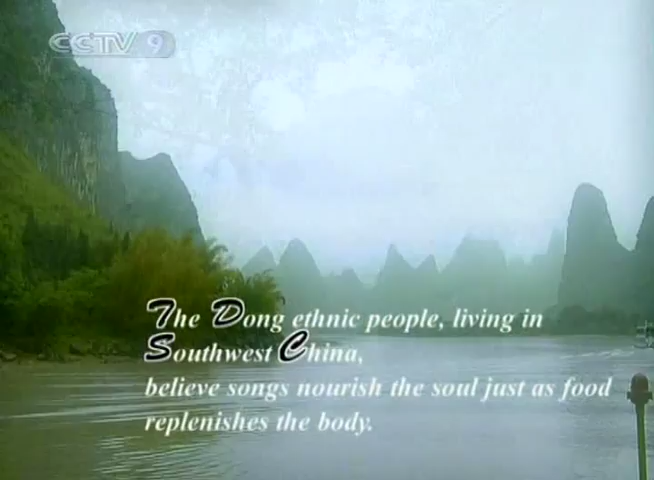 CCTV 9
The Dong ethnic people, living in
Southwest China,
believe songs nourish the soul just as food
replenishes the body.